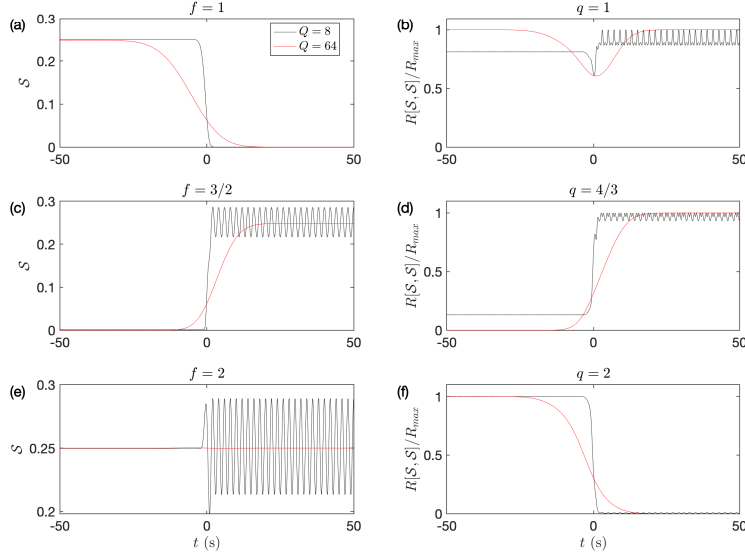 (a) f = 1
0.3
0.2
0.1
0
S
-50 0 50
Q = 8
Q = 64
(b) q = 1
1
0.5
0
R[S, S]/R_max
-50 0 50
(c) f = 3/2
0.3
0.2
0.1
0
S
-50 0 50
(d) q = 4/3
1
0.5
0
R[S, S]/R_max
-50 0 50
(e) f = 2
0.3
0.25
0.2
S
-50 0 50
t (s)
(f) q = 2
1
0.5
0
R[S, S]/R_max
-50 0 50
t (s)